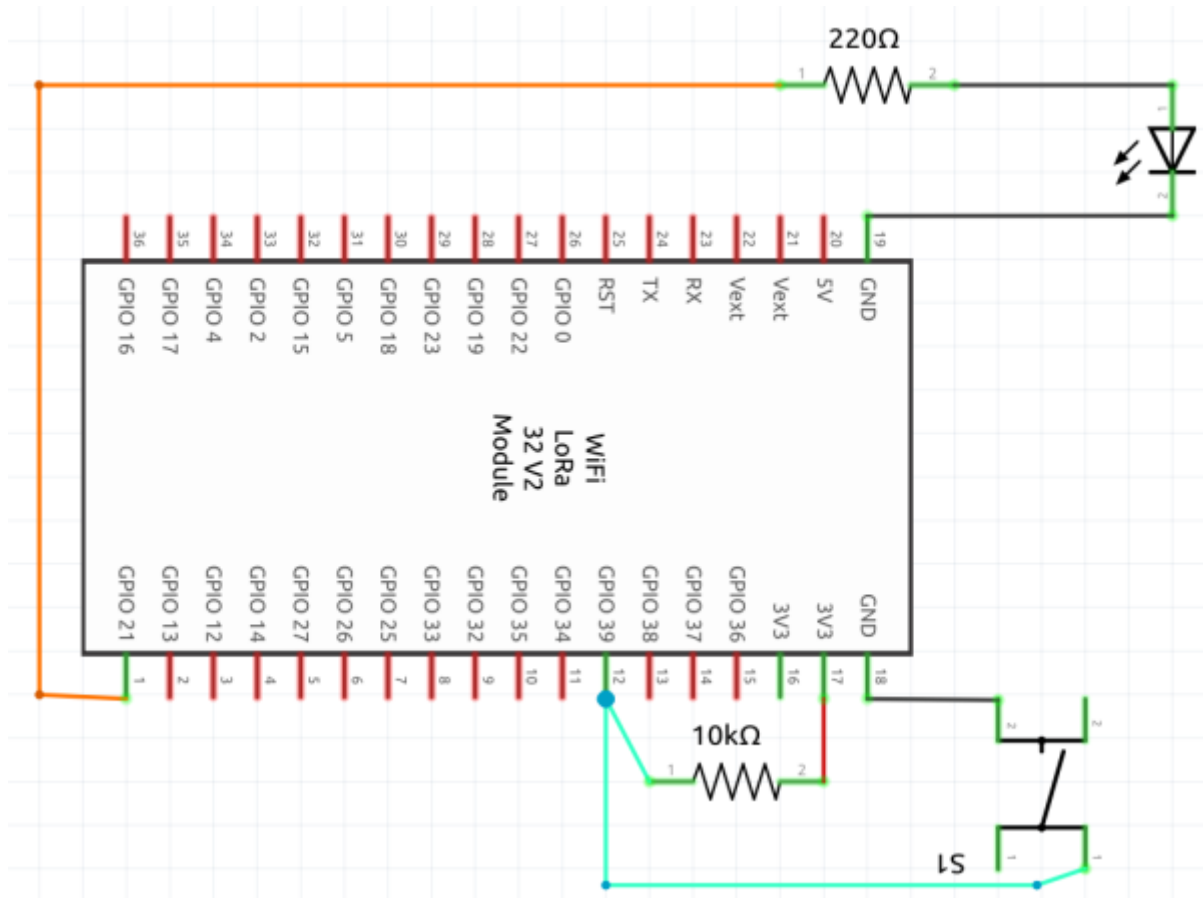 220Ω
1
2
1
2
36
35
34
33
32
31
30
29
28
27
26
25
24
23
22
21
20
19
GPIO 16
GPIO 17
GPIO 4
GPIO 2
GPIO 15
GPIO 5
GPIO 18
GPIO 23
GPIO 19
GPIO 22
GPIO 0
RST
TX
RX
Vext
Vext
5V
GND
WiFi
LoRa
32 V2
Module
GPIO 21
GPIO 13
GPIO 12
GPIO 14
GPIO 27
GPIO 26
GPIO 25
GPIO 33
GPIO 32
GPIO 35
GPIO 34
GPIO 39
GPIO 38
GPIO 37
GPIO 36
3V3
3V3
GND
1
2
3
4
5
6
7
8
9
10
11
12
13
14
15
16
17
18
10kΩ
1
2
2
2
S1
1
1